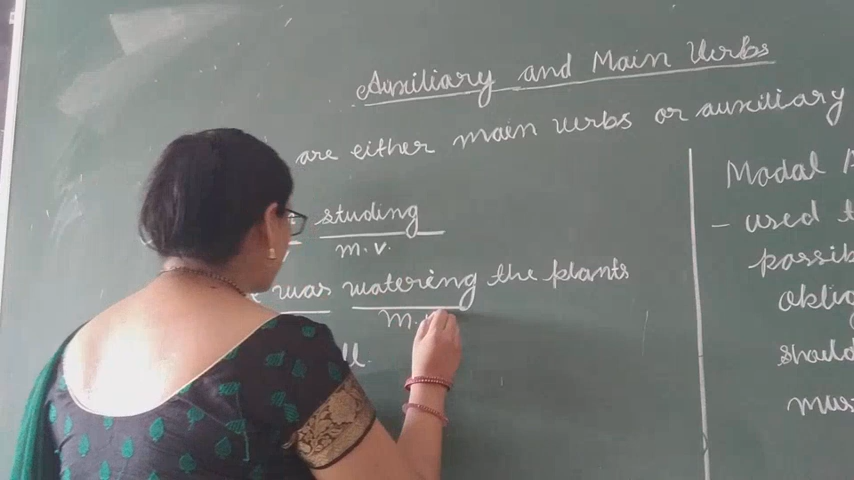 Auxiliary and Main Verbs
are either main verbs or auxiliary
studing
m.v.
was watering the plants
m.
Modal
- used
possib
oblig
should
mus